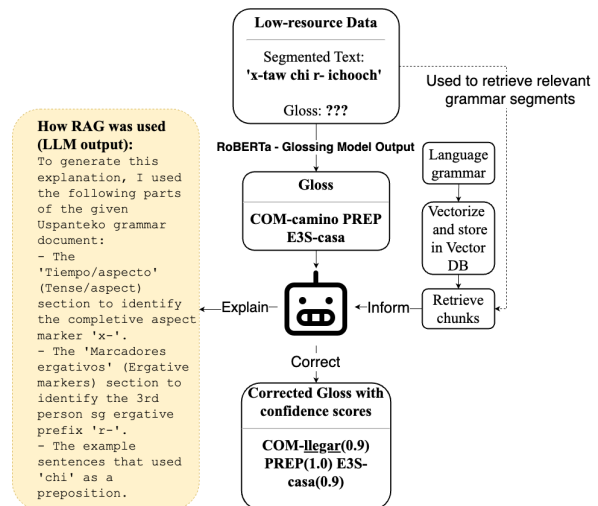 Low-resource Data
Segmented Text:
'x-taw chi r- ichooch'
Gloss: ???
Used to retrieve relevant
grammar segments
RoBERTa - Glossing Model Output
Gloss
COM-camino PREP
E3S-casa
Language
grammar
Vectorize
and store
in Vector
DB
Retrieve
chunks
Inform
Explain
Correct
Corrected Gloss with
confidence scores
COM-llegar(0.9)
PREP(1.0) E3S-
casa(0.9)
How RAG was used
(LLM output):
To generate this
explanation, I used
the following parts
of the given
Uspanteko grammar
document:
- The
'Tiempo/aspecto'
(Tense/aspect)
section to identify
the completive aspect
marker 'x-'.
- The 'Marcadores
ergativos' (Ergative
markers) section to
identify the 3rd
person sg ergative
prefix 'r-'.
- The example
sentences that used
'chi' as a
preposition.